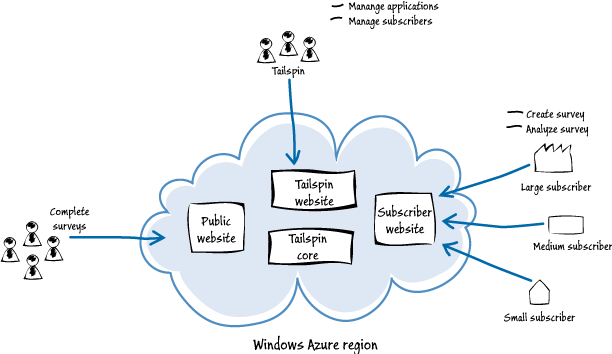 Manange applications
Manage subscribers
Tailspin
Create survey
Analyze survey
Large subscriber
Tailspin
website
Complete
surveys
Public
website
Subscriber
website
Medium subscriber
Tailspin
core
Small subscriber
Windows Azure region